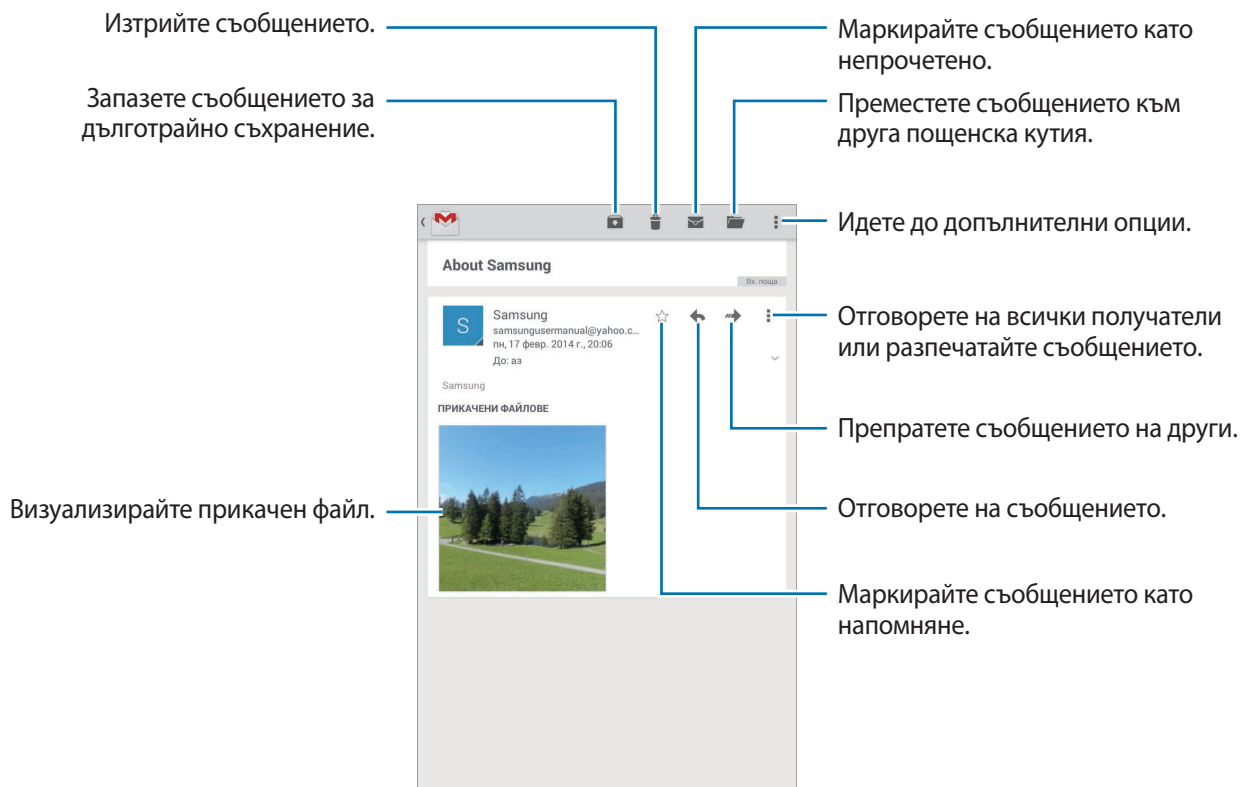 Изтрийте съобщението.
Запазете съобщението за
дълготрайно съхранение.
Маркирайте съобщението като
непрочетено.
Преместете съобщението към
друга пощенска кутия.
Идете до допълнителни опции.
About Samsung
Вх. поща
S
Samsung
samsungusermanual@yahoo.c...
пн, 17 февр. 2014 г., 20:06
До: аз
Samsung
ПРИКАЧЕНИ ФАЙЛОВЕ
Отговорете на всички получатели
или разпечатайте съобщението.
Препратете съобщението на други.
Визуализирайте прикачен файл.
Отговорете на съобщението.
Маркирайте съобщението като
напомняне.